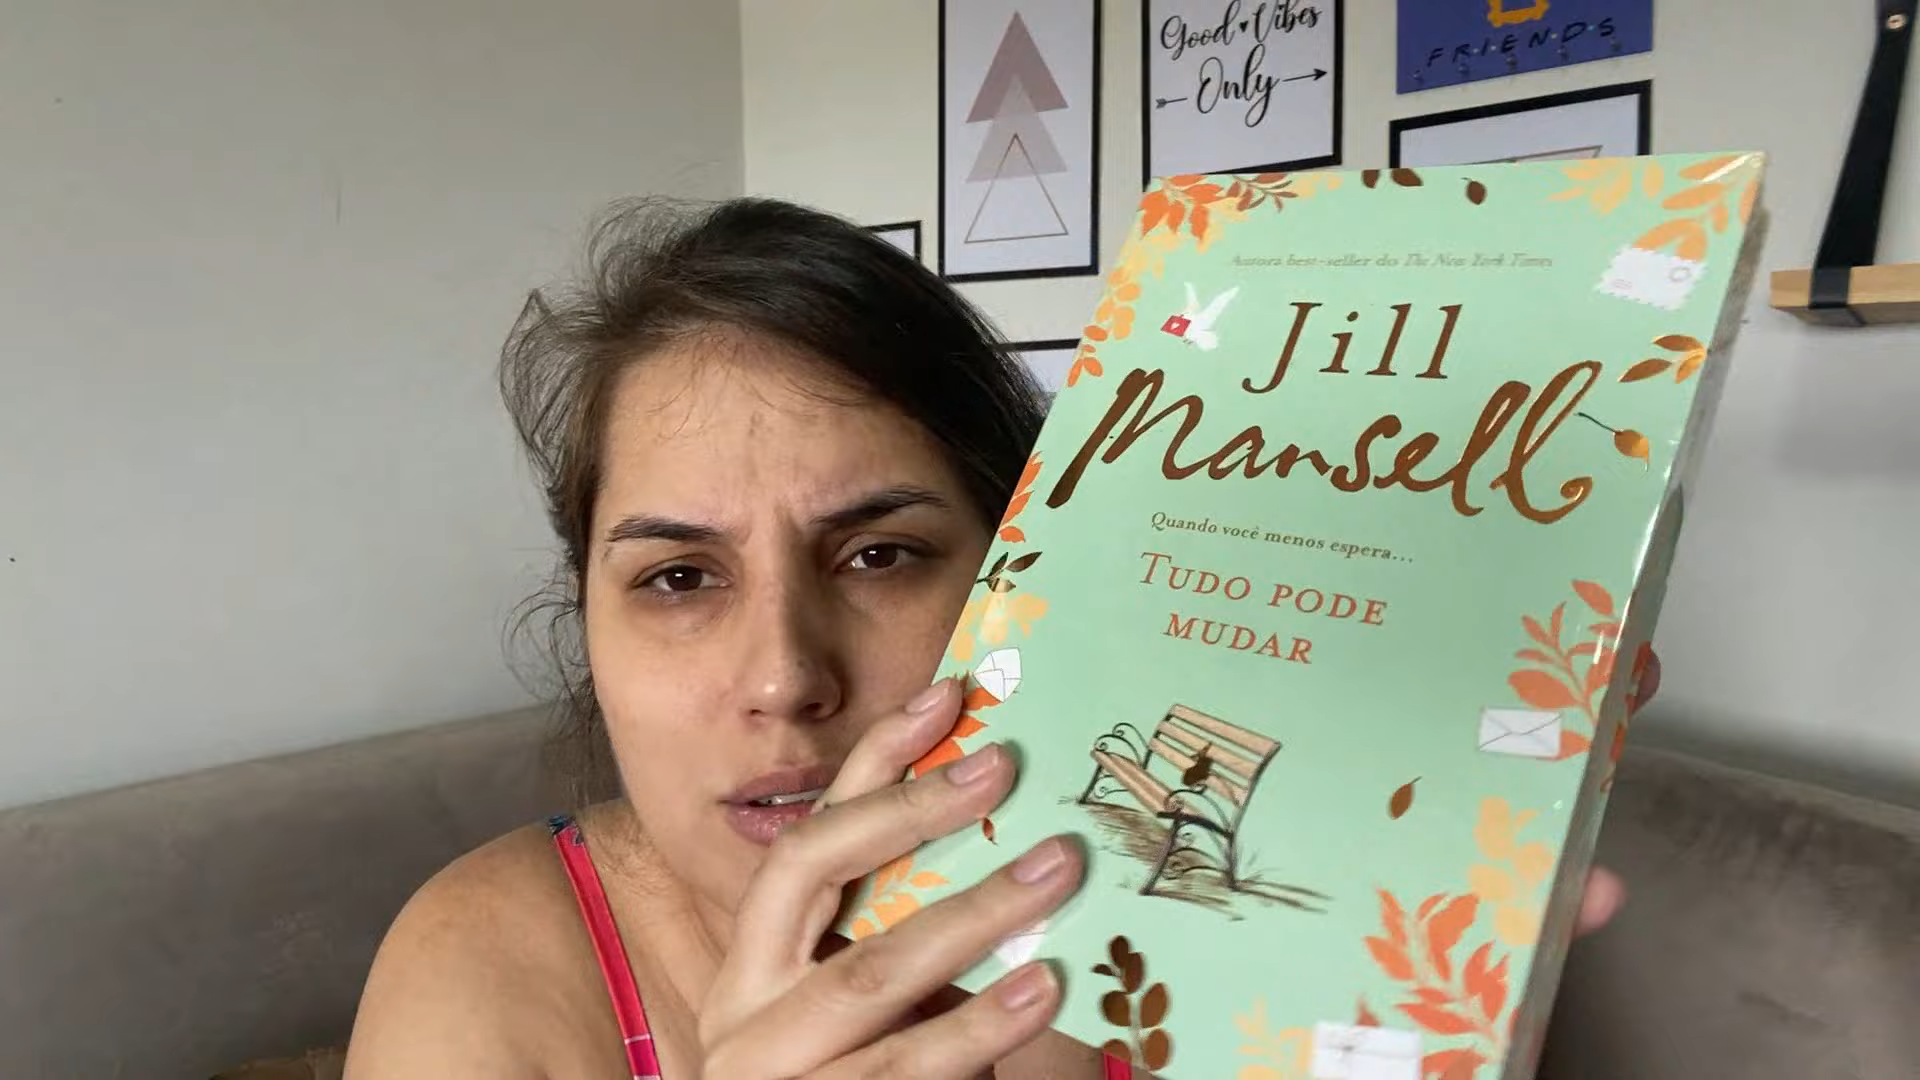 Good Vibes
Only
F·R·I·E·N·D·S
Autora best-seller do The New York Times
Jill
Mansell
Quando você menos espera...
TUDO PODE
MUDAR